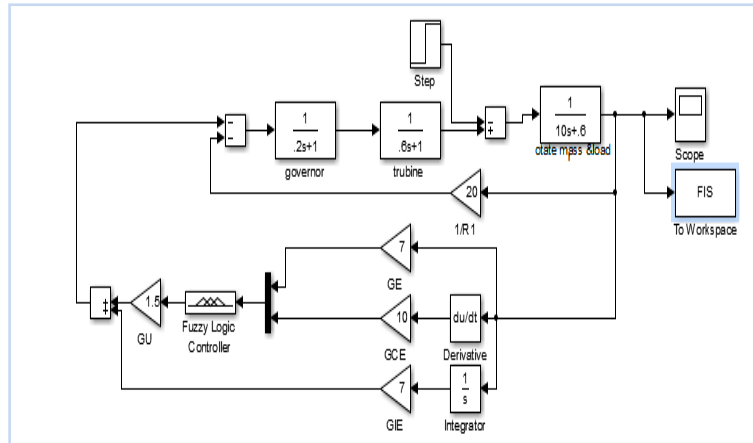 Step
1
.2s+1
governor
1
.6s+1
trubine
1
10s+.6
otate mass &load
Scope
FIS
To Workspace
20
1/R1
7
GE
1.5
GU
Fuzzy Logic
Controller
10
GCE
du/dt
Derivative
7
GIE
1
s
Integrator